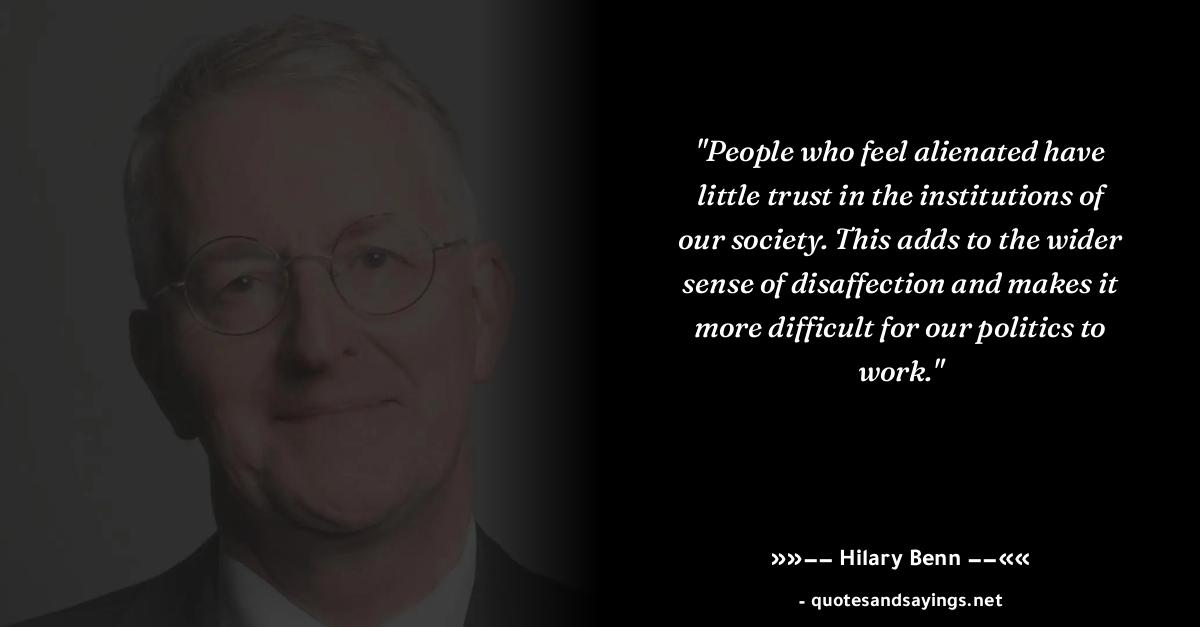 "People who feel alienated have
little trust in the institutions of
our society. This adds to the wider
sense of disaffection and makes it
more difficult for our politics to
work."
»»–– Hilary Benn ––««
- quotesandsayings.net